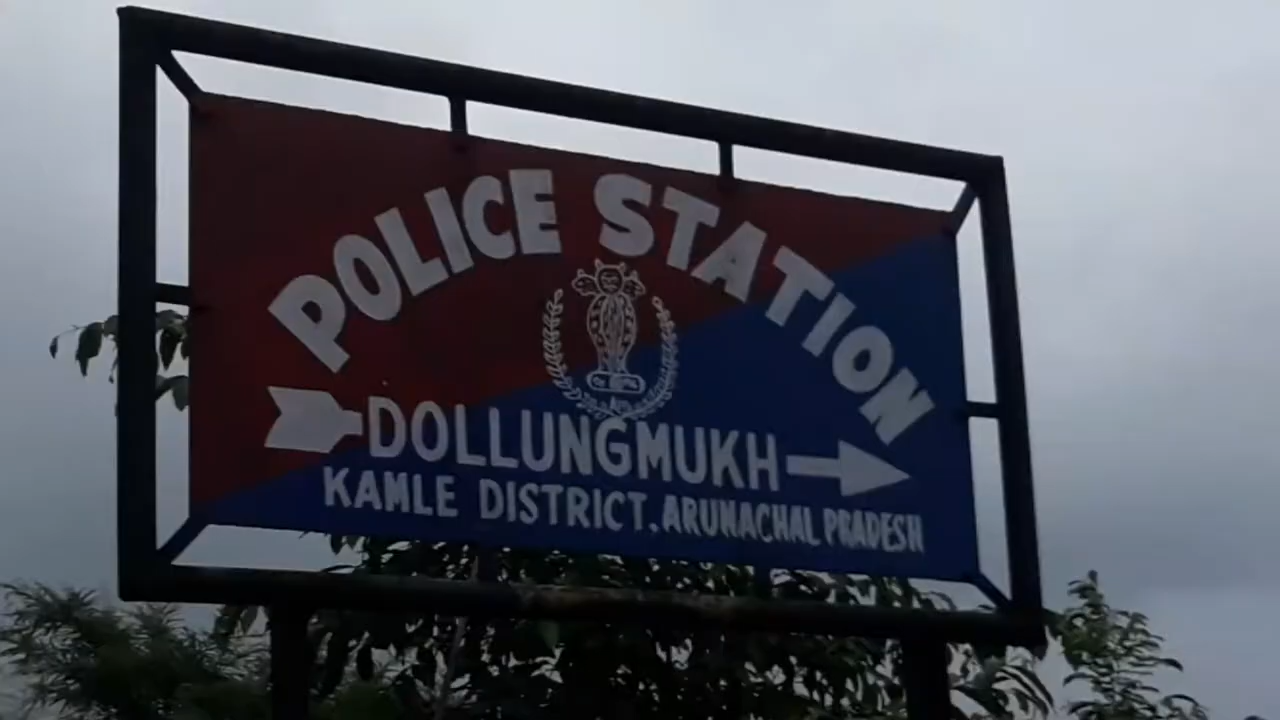 POLICE STATION
DOLLUNGMUKH
KAMLE DISTRICT, ARUNACHAL PRADESH